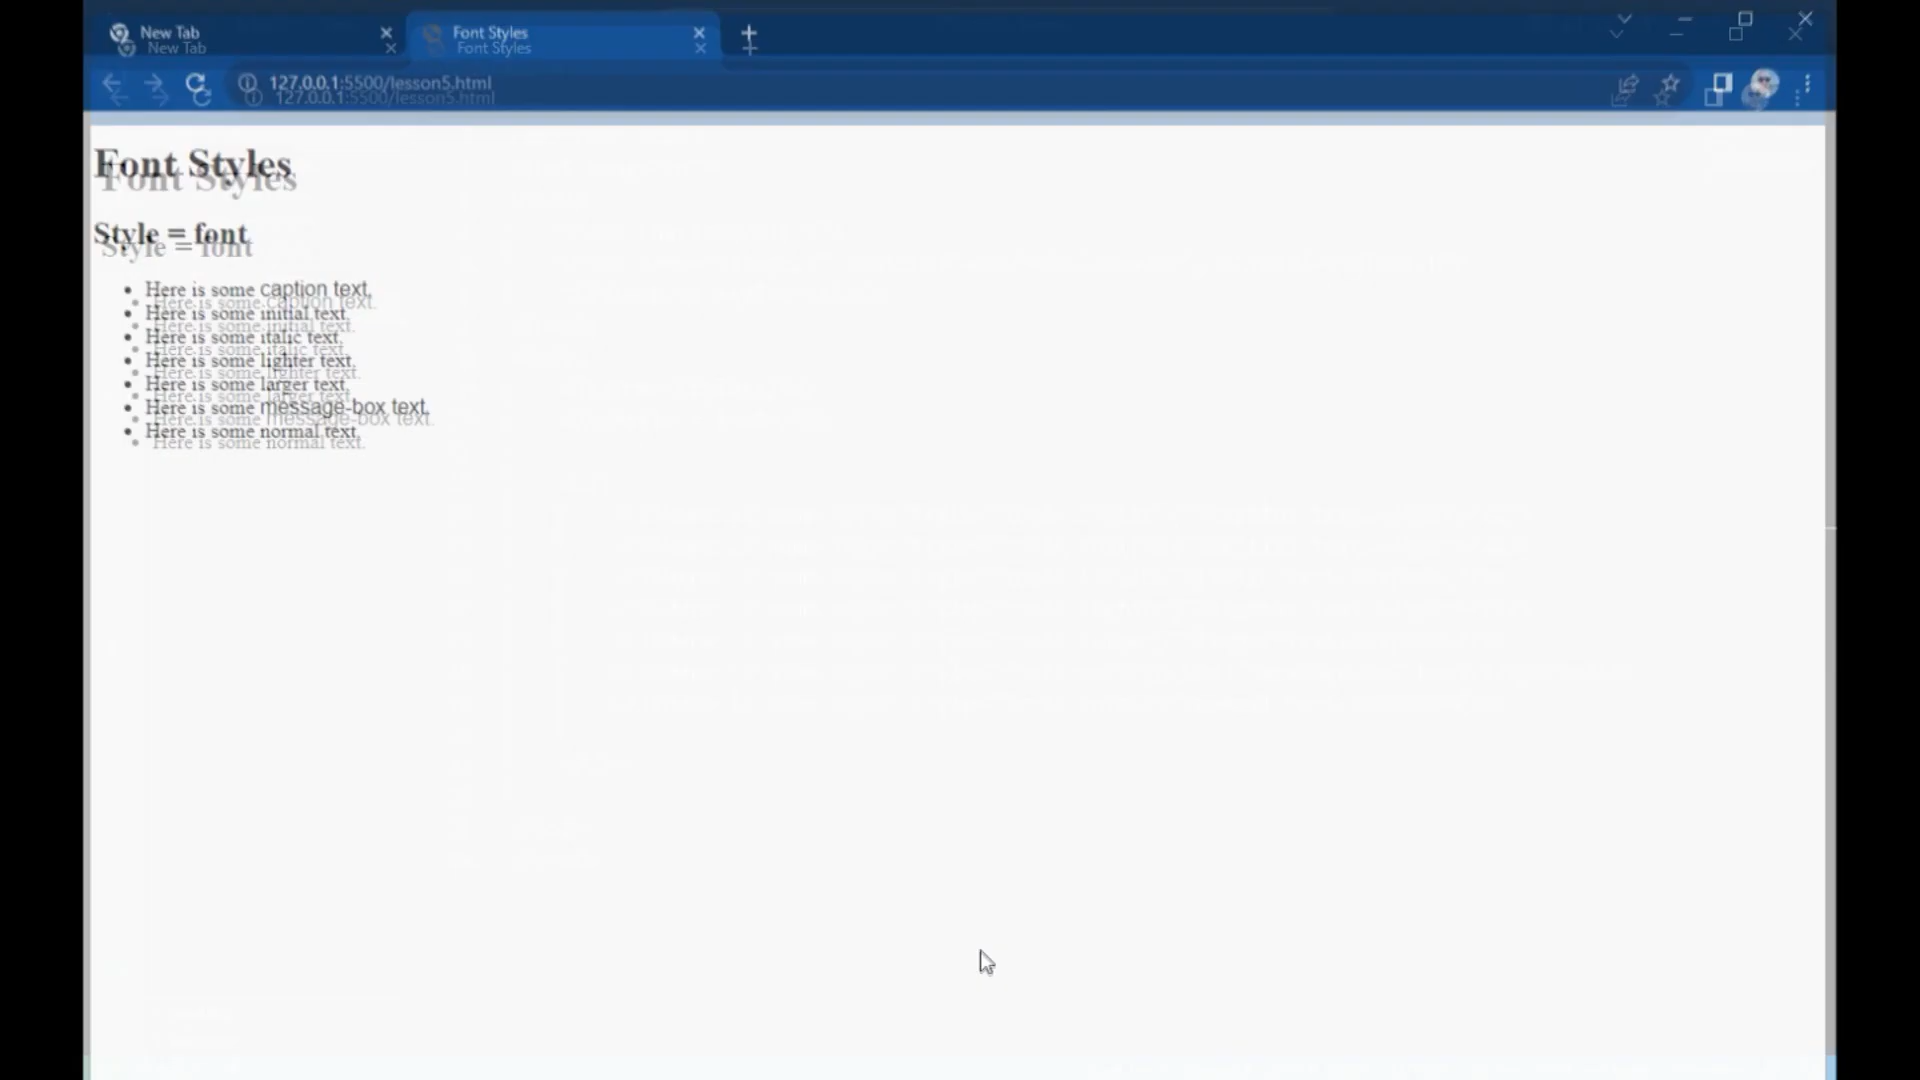 New Tab
Font Styles
127.0.0.1:5500/lesson5.html
Font Styles
Style = font
Here is some caption text.
Here is some initial text.
Here is some italic text.
Here is some lighter text.
Here is some larger text.
Here is some message-box text.
Here is some normal text.